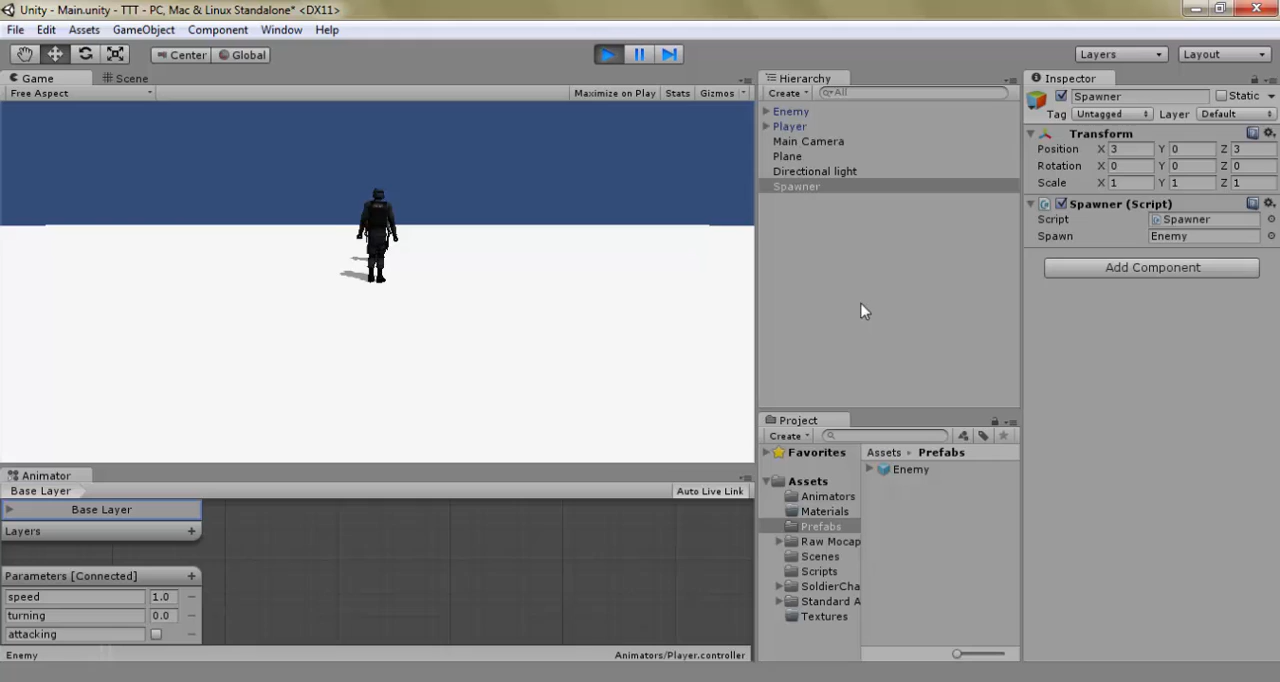 Unity - Main.unity - TTT - PC, Mac & Linux Standalone* <DX11>
File Edit Assets GameObject Component Window Help
Center Global Layers Layout
Game Scene
Free Aspect Maximize on Play Stats Gizmos
Hierarchy
Create All
Enemy
Player
Main Camera
Plane
Directional light
Spawner
Inspector
Spawner Static
Tag Untagged Layer Default
Transform
Position X 3 Y 0 Z 3
Rotation X 0 Y 0 Z 0
Scale X 1 Y 1 Z 1
Spawner (Script)
Script Spawner
Spawn Enemy
Add Component
Project
Create
Favorites
Assets
Animators
Materials
Prefabs
Raw Mocap
Scenes
Scripts
SoldierCha
Standard A
Textures
Assets Prefabs
Enemy
Animator
Base Layer Auto Live Link
Base Layer
Layers +
Parameters [Connected] +
speed 1.0
turning 0.0
attacking
Enemy Animators/Player.controller